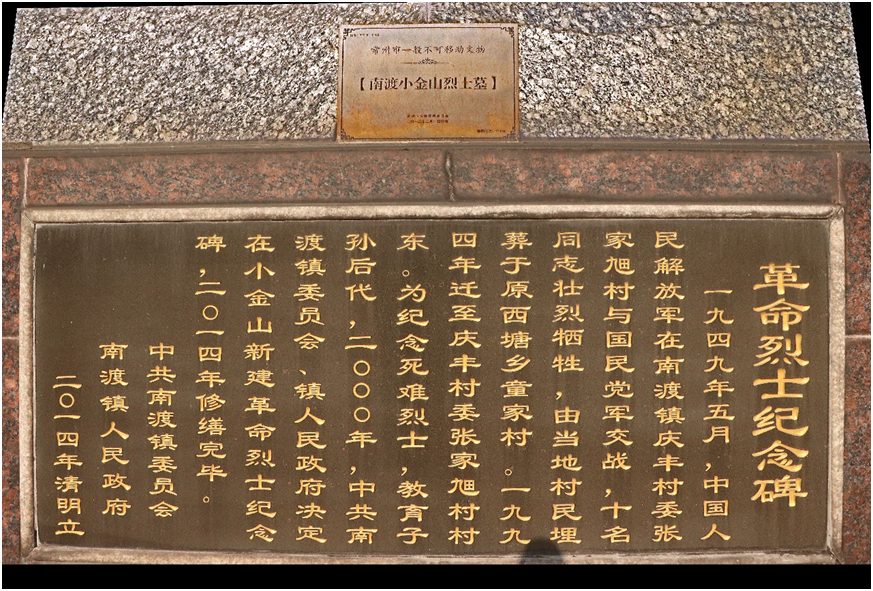 常州市一般不可移动文物
【南渡小金山烈士墓】
革命烈士纪念碑
一九四九年五月，中国人
民解放军在南渡镇庆丰村委张
家旭村与国民党军交战，十名
同志壮烈牺牲，由当地村民埋
葬于原西塘乡童家村。一九九
四年迁至庆丰村委张家旭村村
东。为纪念死难烈士，教育子
孙后代，二〇〇〇年，中共南
渡镇委员会、镇人民政府决定
在小金山新建革命烈士纪念
碑，二〇一四年修缮完毕。
中共南渡镇委员会
南渡镇人民政府
二〇一四年清明立